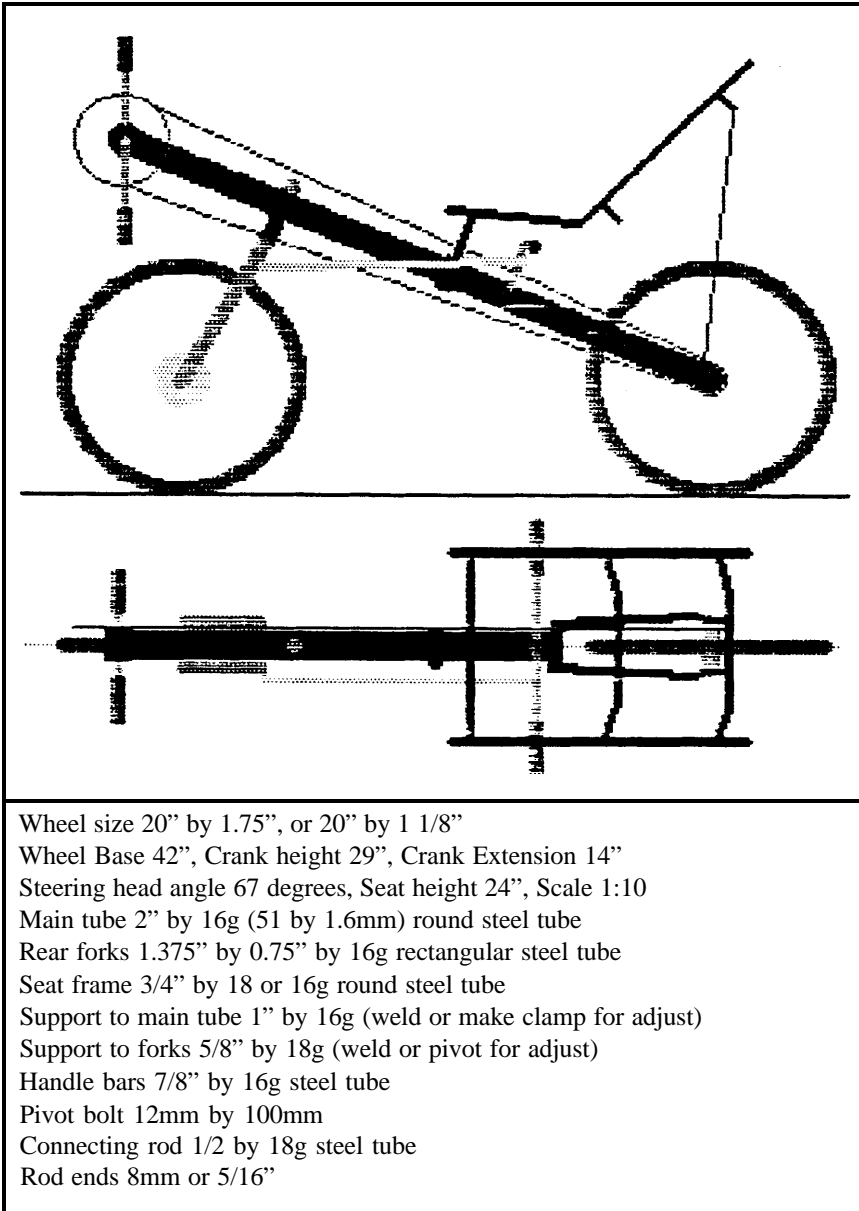 Wheel size 20” by 1.75”, or 20” by 1 1/8”
Wheel Base 42”, Crank height 29”, Crank Extension 14”
Steering head angle 67 degrees, Seat height 24”, Scale 1:10
Main tube 2” by 16g (51 by 1.6mm) round steel tube
Rear forks 1.375” by 0.75” by 16g rectangular steel tube
Seat frame 3/4” by 18 or 16g round steel tube
Support to main tube 1” by 16g (weld or make clamp for adjust)
Support to forks 5/8” by 18g (weld or pivot for adjust)
Handle bars 7/8” by 16g steel tube
Pivot bolt 12mm by 100mm
Connecting rod 1/2 by 18g steel tube
Rod ends 8mm or 5/16”